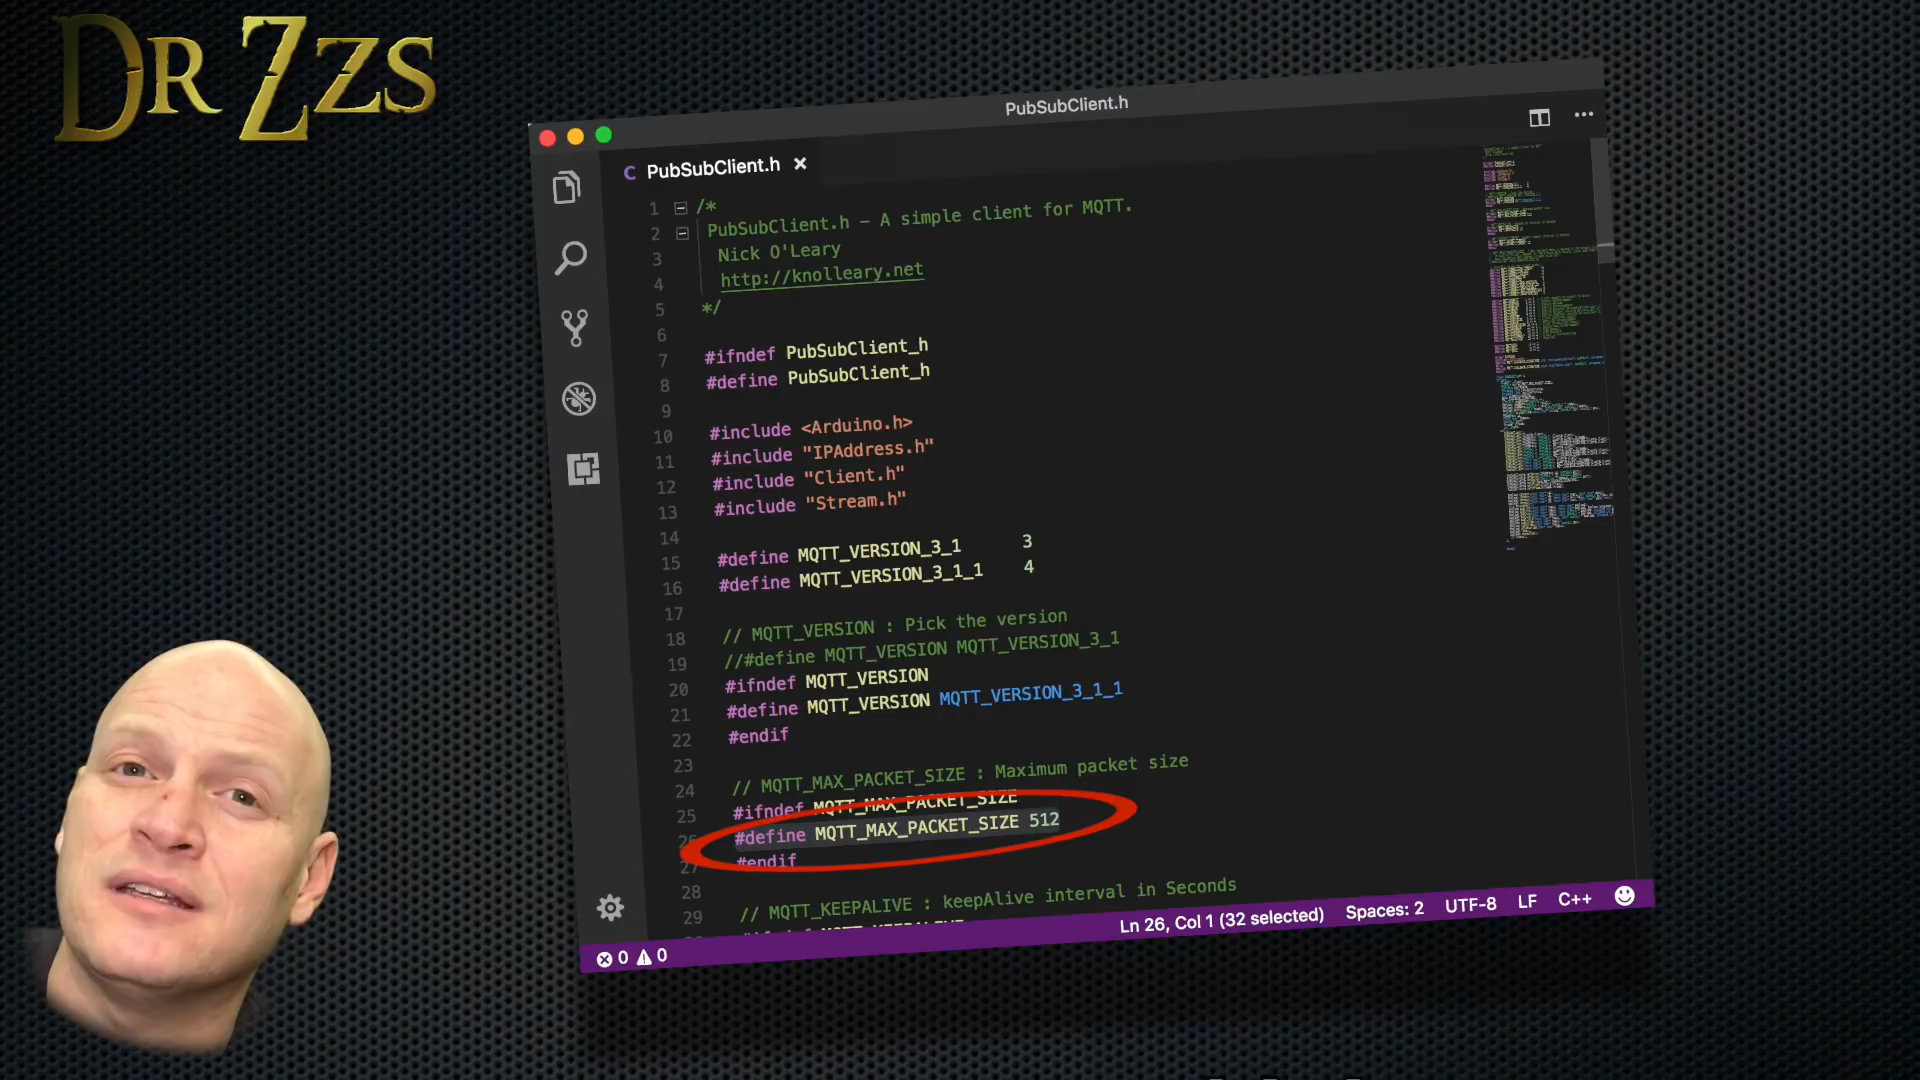 DR ZZS
PubSubClient.h
C PubSubClient.h ×
1 /*
2 PubSubClient.h - A simple client for MQTT.
3 Nick O'Leary
4 http://knolleary.net
5 */
6
7 #ifndef PubSubClient_h
8 #define PubSubClient_h
9
10 #include <Arduino.h>
11 #include "IPAddress.h"
12 #include "Client.h"
13 #include "Stream.h"
14
15 #define MQTT_VERSION_3_1 3
16 #define MQTT_VERSION_3_1_1 4
17
18 // MQTT_VERSION : Pick the version
19 //#define MQTT_VERSION MQTT_VERSION_3_1
20 #ifndef MQTT_VERSION
21 #define MQTT_VERSION MQTT_VERSION_3_1_1
22 #endif
23
24 // MQTT_MAX_PACKET_SIZE : Maximum packet size
25 #ifndef MQTT_MAX_PACKET_SIZE
26 #define MQTT_MAX_PACKET_SIZE 512
27 #endif
28
29 // MQTT_KEEPALIVE : keepAlive interval in Seconds
0 0 Ln 26, Col 1 (32 selected) Spaces: 2 UTF-8 LF C++